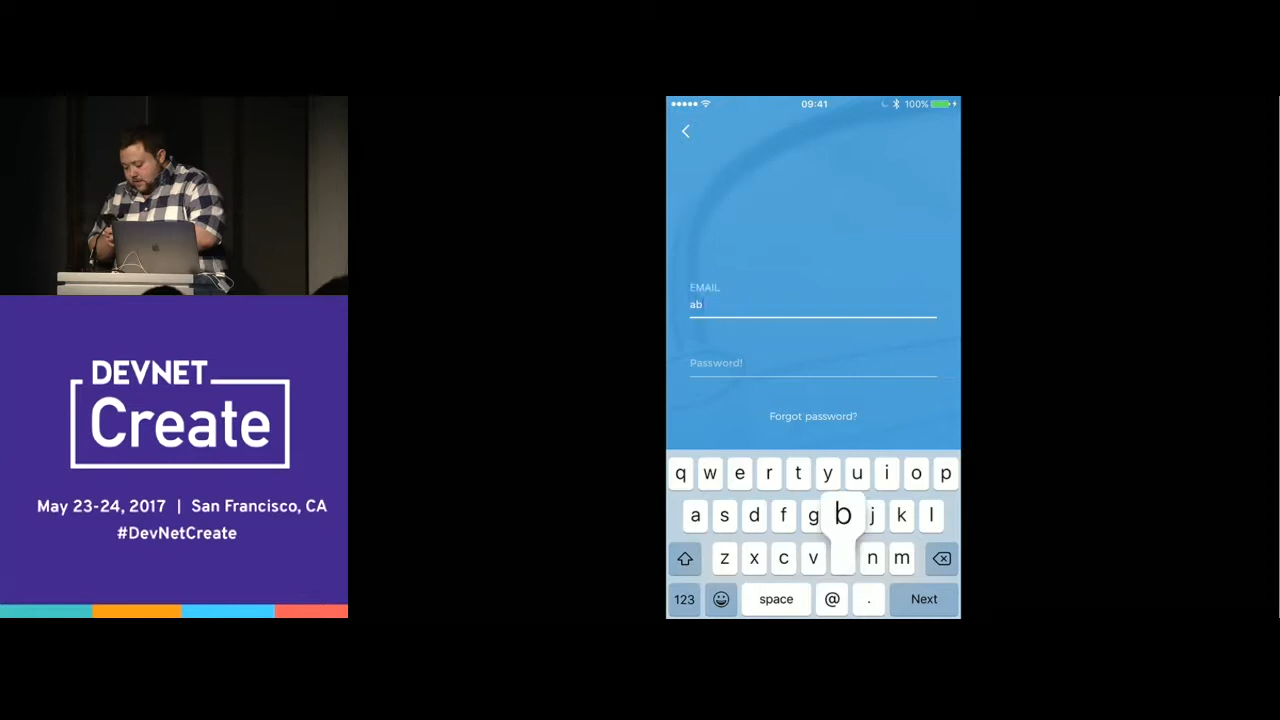 DEVNET
Create
May 23-24, 2017 | San Francisco, CA
#DevNetCreate
09:41
100%
EMAIL
ab
Password!
Forgot password?
q w e r t y u i o p
a s d f g b j k l
z x c v n m
123 space @ . Next